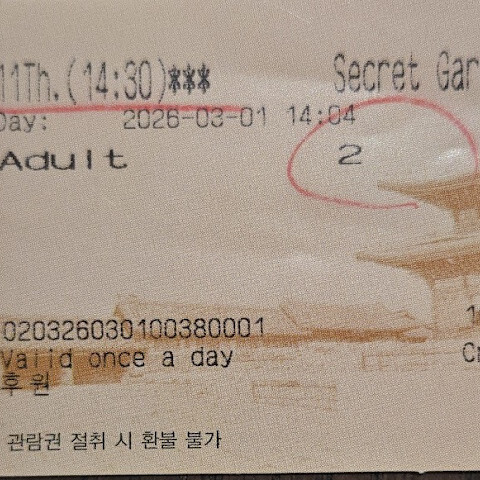 11Th.(14:30)*** Secret Gar
Day: 2026-03-01 14:04
Adult 2
020326030100380001
Valid once a day
후원
관람권 절취 시 환불 불가